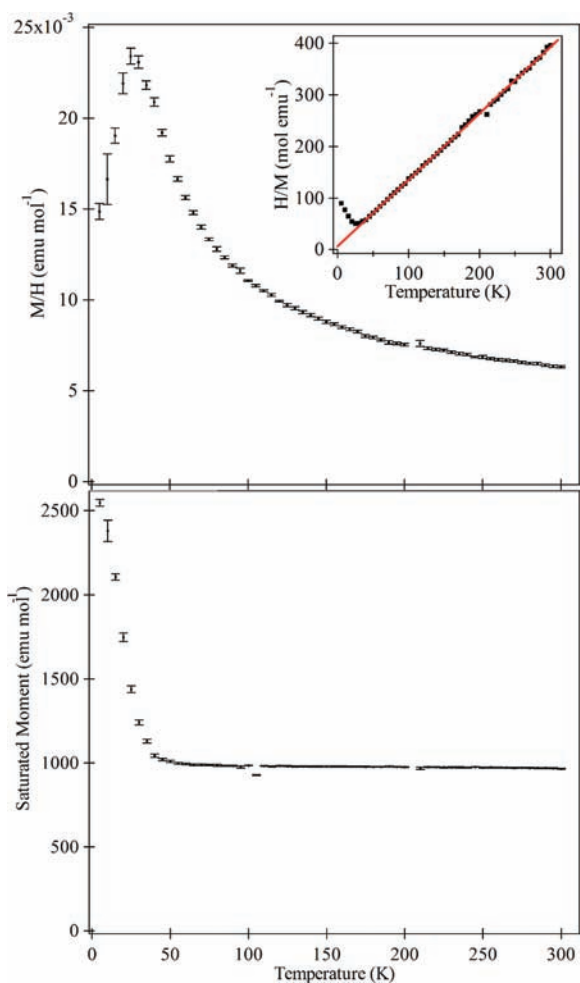 25x10⁻³
20
15
10
5
0
M/H (emu mol⁻¹)
400
300
200
100
0
H/M (mol emu⁻¹)
0 100 200 300
Temperature (K)
2500
2000
1500
1000
500
0
Saturated Moment (emu mol⁻¹)
0 50 100 150 200 250 300
Temperature (K)